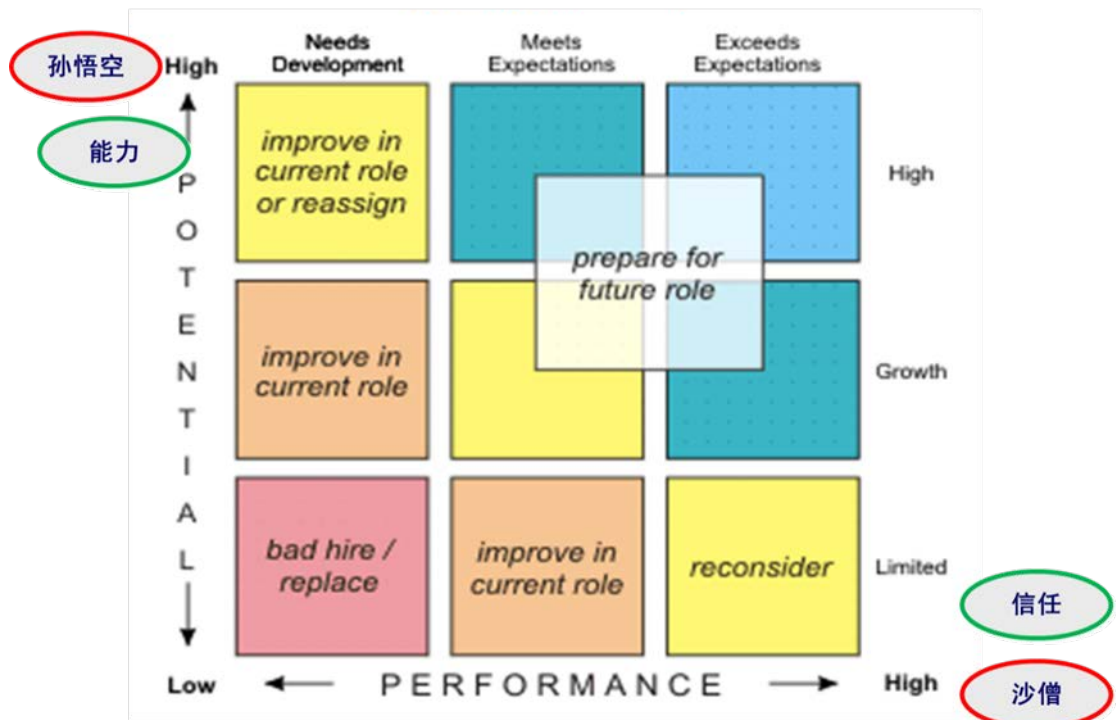 孙悟空
能力
High
Needs
Development
Meets
Expectations
Exceeds
Expectations
POTENTIAL
improve in
current role
or reassign
prepare for
future role
High
improve in
current role
Growth
bad hire /
replace
improve in
current role
reconsider
Limited
信任
Low
PERFORMANCE
High
沙僧